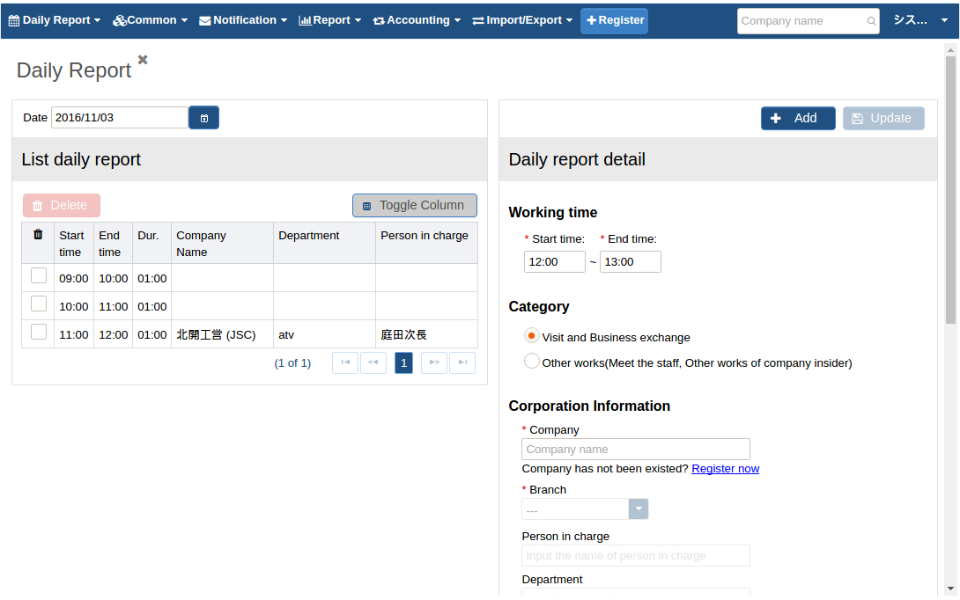 Daily Report Common Notification Report Accounting Import/Export Register Company name シス...
Daily Report
Date 2016/11/03
List daily report
Delete Toggle Column
Start time End time Dur. Company Name Department Person in charge
09:00 10:00 01:00
10:00 11:00 01:00
11:00 12:00 01:00 北開工営 (JSC) atv 庭田次長
(1 of 1) 1
Add Update
Daily report detail
Working time
* Start time: * End time:
12:00 ~ 13:00
Category
Visit and Business exchange
Other works(Meet the staff, Other works of company insider)
Corporation Information
* Company
Company name
Company has not been existed? Register now
* Branch
---
Person in charge
Input the name of person in charge
Department